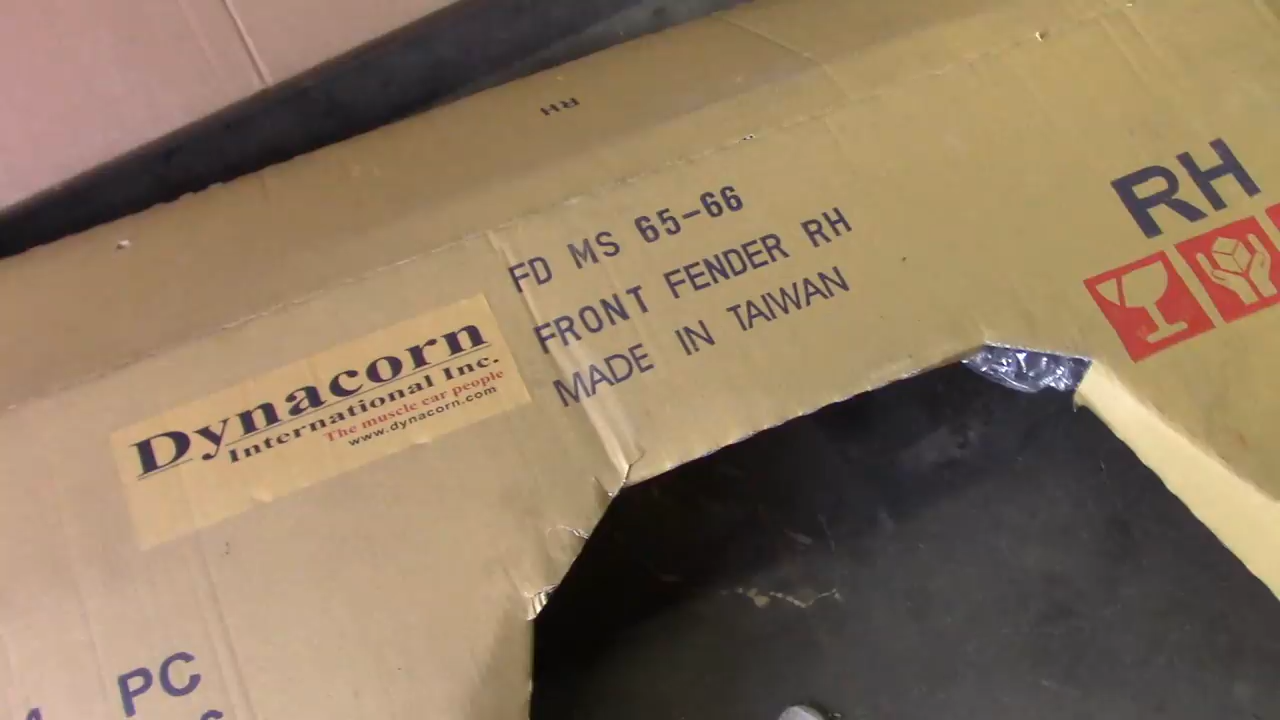 RH
RH
FD MS 65-66
FRONT FENDER RH
MADE IN TAIWAN
Dynacorn
International Inc.
The muscle car people
www.dynacorn.com
PC